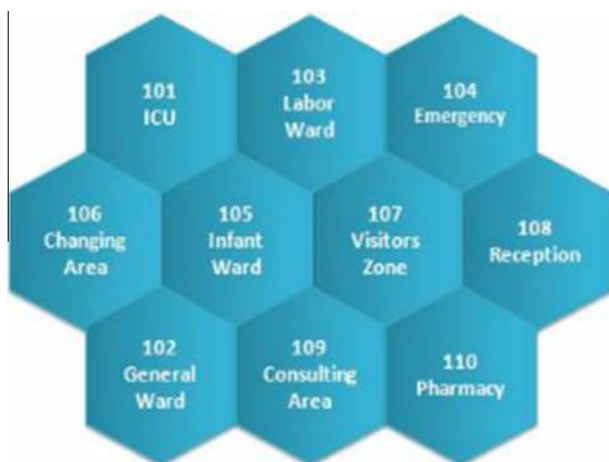 101
ICU
103
Labor
Ward
104
Emergency
106
Changing
Area
105
Infant
Ward
107
Visitors
Zone
108
Reception
102
General
Ward
109
Consulting
Area
110
Pharmacy